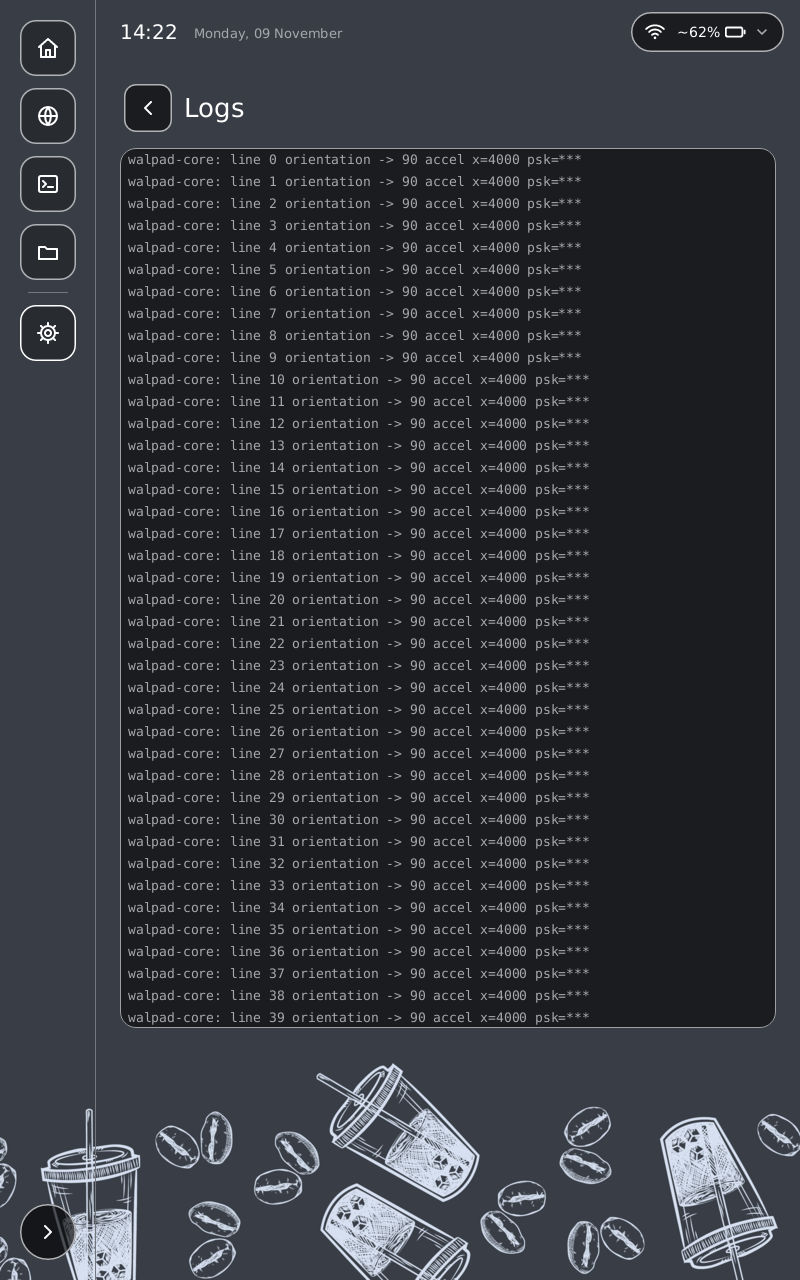 14:22 Monday, 09 November ~62%
Logs
walpad-core: line 0 orientation -> 90 accel x=4000 psk=***
walpad-core: line 1 orientation -> 90 accel x=4000 psk=***
walpad-core: line 2 orientation -> 90 accel x=4000 psk=***
walpad-core: line 3 orientation -> 90 accel x=4000 psk=***
walpad-core: line 4 orientation -> 90 accel x=4000 psk=***
walpad-core: line 5 orientation -> 90 accel x=4000 psk=***
walpad-core: line 6 orientation -> 90 accel x=4000 psk=***
walpad-core: line 7 orientation -> 90 accel x=4000 psk=***
walpad-core: line 8 orientation -> 90 accel x=4000 psk=***
walpad-core: line 9 orientation -> 90 accel x=4000 psk=***
walpad-core: line 10 orientation -> 90 accel x=4000 psk=***
walpad-core: line 11 orientation -> 90 accel x=4000 psk=***
walpad-core: line 12 orientation -> 90 accel x=4000 psk=***
walpad-core: line 13 orientation -> 90 accel x=4000 psk=***
walpad-core: line 14 orientation -> 90 accel x=4000 psk=***
walpad-core: line 15 orientation -> 90 accel x=4000 psk=***
walpad-core: line 16 orientation -> 90 accel x=4000 psk=***
walpad-core: line 17 orientation -> 90 accel x=4000 psk=***
walpad-core: line 18 orientation -> 90 accel x=4000 psk=***
walpad-core: line 19 orientation -> 90 accel x=4000 psk=***
walpad-core: line 20 orientation -> 90 accel x=4000 psk=***
walpad-core: line 21 orientation -> 90 accel x=4000 psk=***
walpad-core: line 22 orientation -> 90 accel x=4000 psk=***
walpad-core: line 23 orientation -> 90 accel x=4000 psk=***
walpad-core: line 24 orientation -> 90 accel x=4000 psk=***
walpad-core: line 25 orientation -> 90 accel x=4000 psk=***
walpad-core: line 26 orientation -> 90 accel x=4000 psk=***
walpad-core: line 27 orientation -> 90 accel x=4000 psk=***
walpad-core: line 28 orientation -> 90 accel x=4000 psk=***
walpad-core: line 29 orientation -> 90 accel x=4000 psk=***
walpad-core: line 30 orientation -> 90 accel x=4000 psk=***
walpad-core: line 31 orientation -> 90 accel x=4000 psk=***
walpad-core: line 32 orientation -> 90 accel x=4000 psk=***
walpad-core: line 33 orientation -> 90 accel x=4000 psk=***
walpad-core: line 34 orientation -> 90 accel x=4000 psk=***
walpad-core: line 35 orientation -> 90 accel x=4000 psk=***
walpad-core: line 36 orientation -> 90 accel x=4000 psk=***
walpad-core: line 37 orientation -> 90 accel x=4000 psk=***
walpad-core: line 38 orientation -> 90 accel x=4000 psk=***
walpad-core: line 39 orientation -> 90 accel x=4000 psk=***